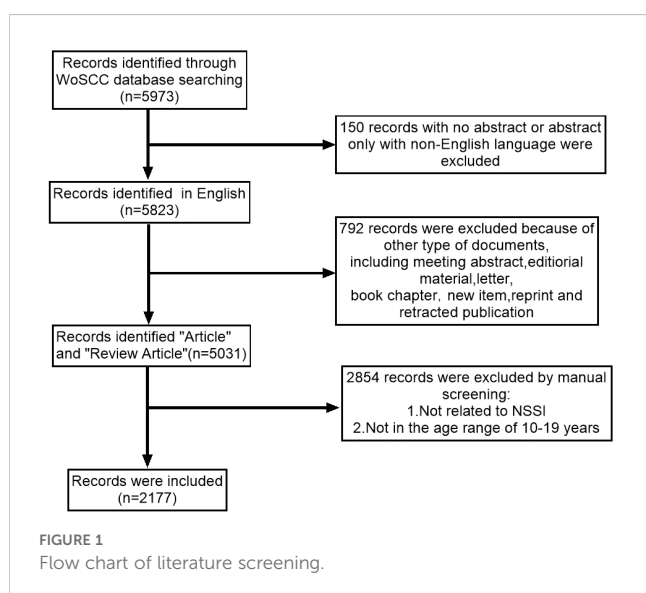 Records identified through
WoSCC database searching
(n=5973)
150 records with no abstract or abstract
only with non-English language were
excluded
Records identified in English
(n=5823)
792 records were excluded because of
other type of documents,
including meeting abstract,editiorial
material,letter,
book chapter, new item,reprint and
retracted publication
Records identified "Article"
and "Review Article"(n=5031)
2854 records were excluded by manual
screening:
1.Not related to NSSI
2.Not in the age range of 10-19 years
Records were included
(n=2177)
FIGURE 1
Flow chart of literature screening.